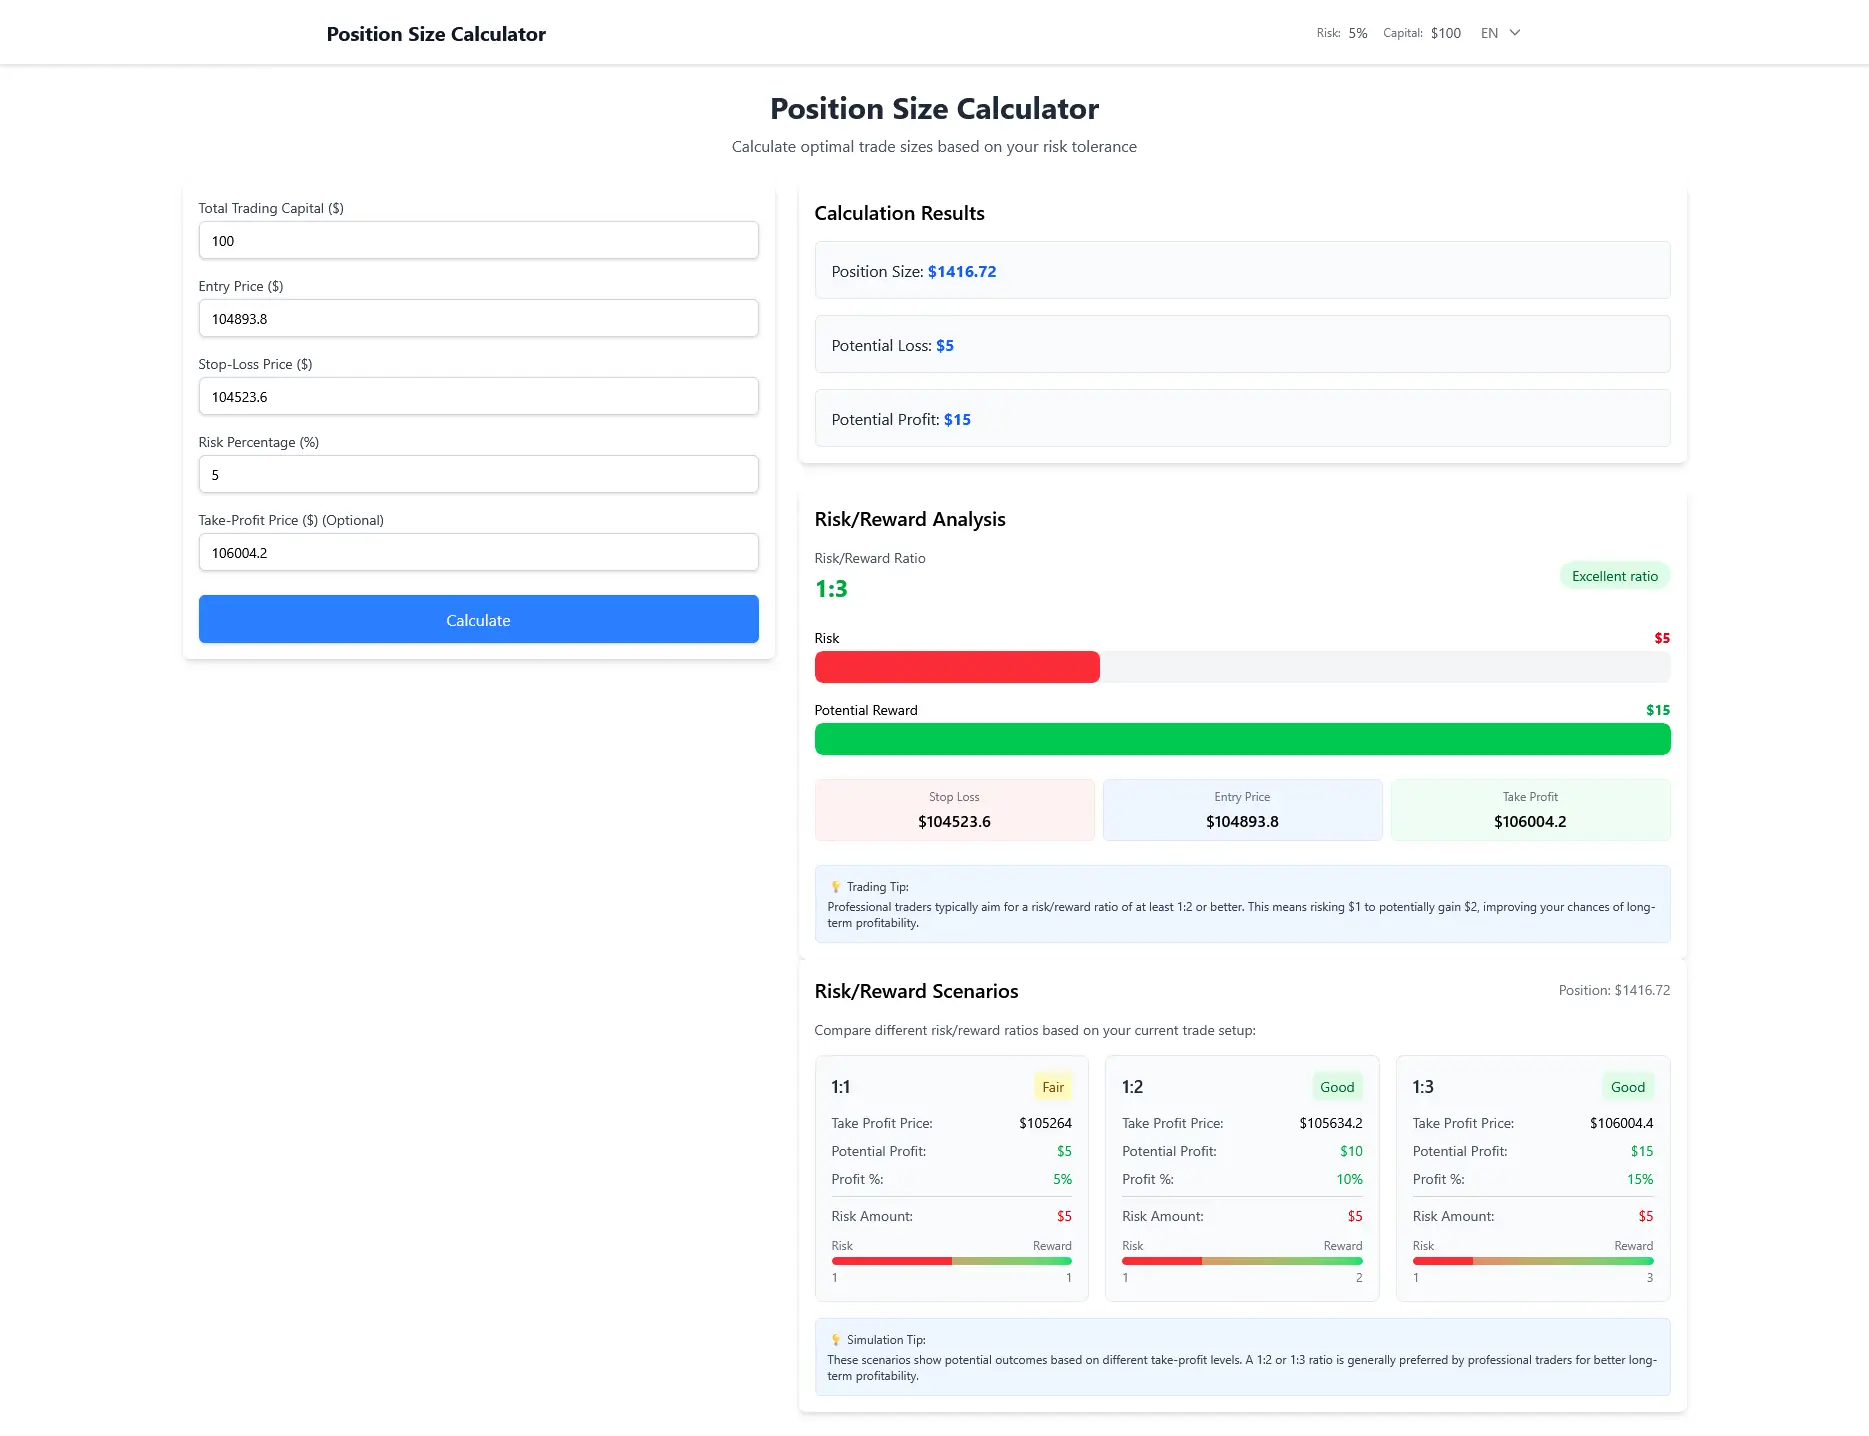 Position Size Calculator
Risk: 5% Capital: $100 EN
Position Size Calculator
Calculate optimal trade sizes based on your risk tolerance
Total Trading Capital ($)
100
Entry Price ($)
104893.8
Stop-Loss Price ($)
104523.6
Risk Percentage (%)
5
Take-Profit Price ($) (Optional)
106004.2
Calculate
Calculation Results
Position Size: $1416.72
Potential Loss: $5
Potential Profit: $15
Risk/Reward Analysis
Risk/Reward Ratio
1:3
Excellent ratio
Risk $5
Potential Reward $15
Stop Loss
$104523.6
Entry Price
$104893.8
Take Profit
$106004.2
💡 Trading Tip:
Professional traders typically aim for a risk/reward ratio of at least 1:2 or better. This means risking $1 to potentially gain $2, improving your chances of long-
term profitability.
Risk/Reward Scenarios
Position: $1416.72
Compare different risk/reward ratios based on your current trade setup:
1:1 Fair
Take Profit Price: $105264
Potential Profit: $5
Profit %: 5%
Risk Amount: $5
Risk Reward
1 1
1:2 Good
Take Profit Price: $105634.2
Potential Profit: $10
Profit %: 10%
Risk Amount: $5
Risk Reward
1 2
1:3 Good
Take Profit Price: $106004.4
Potential Profit: $15
Profit %: 15%
Risk Amount: $5
Risk Reward
1 3
💡 Simulation Tip:
These scenarios show potential outcomes based on different take-profit levels. A 1:2 or 1:3 ratio is generally preferred by professional traders for better long-
term profitability.